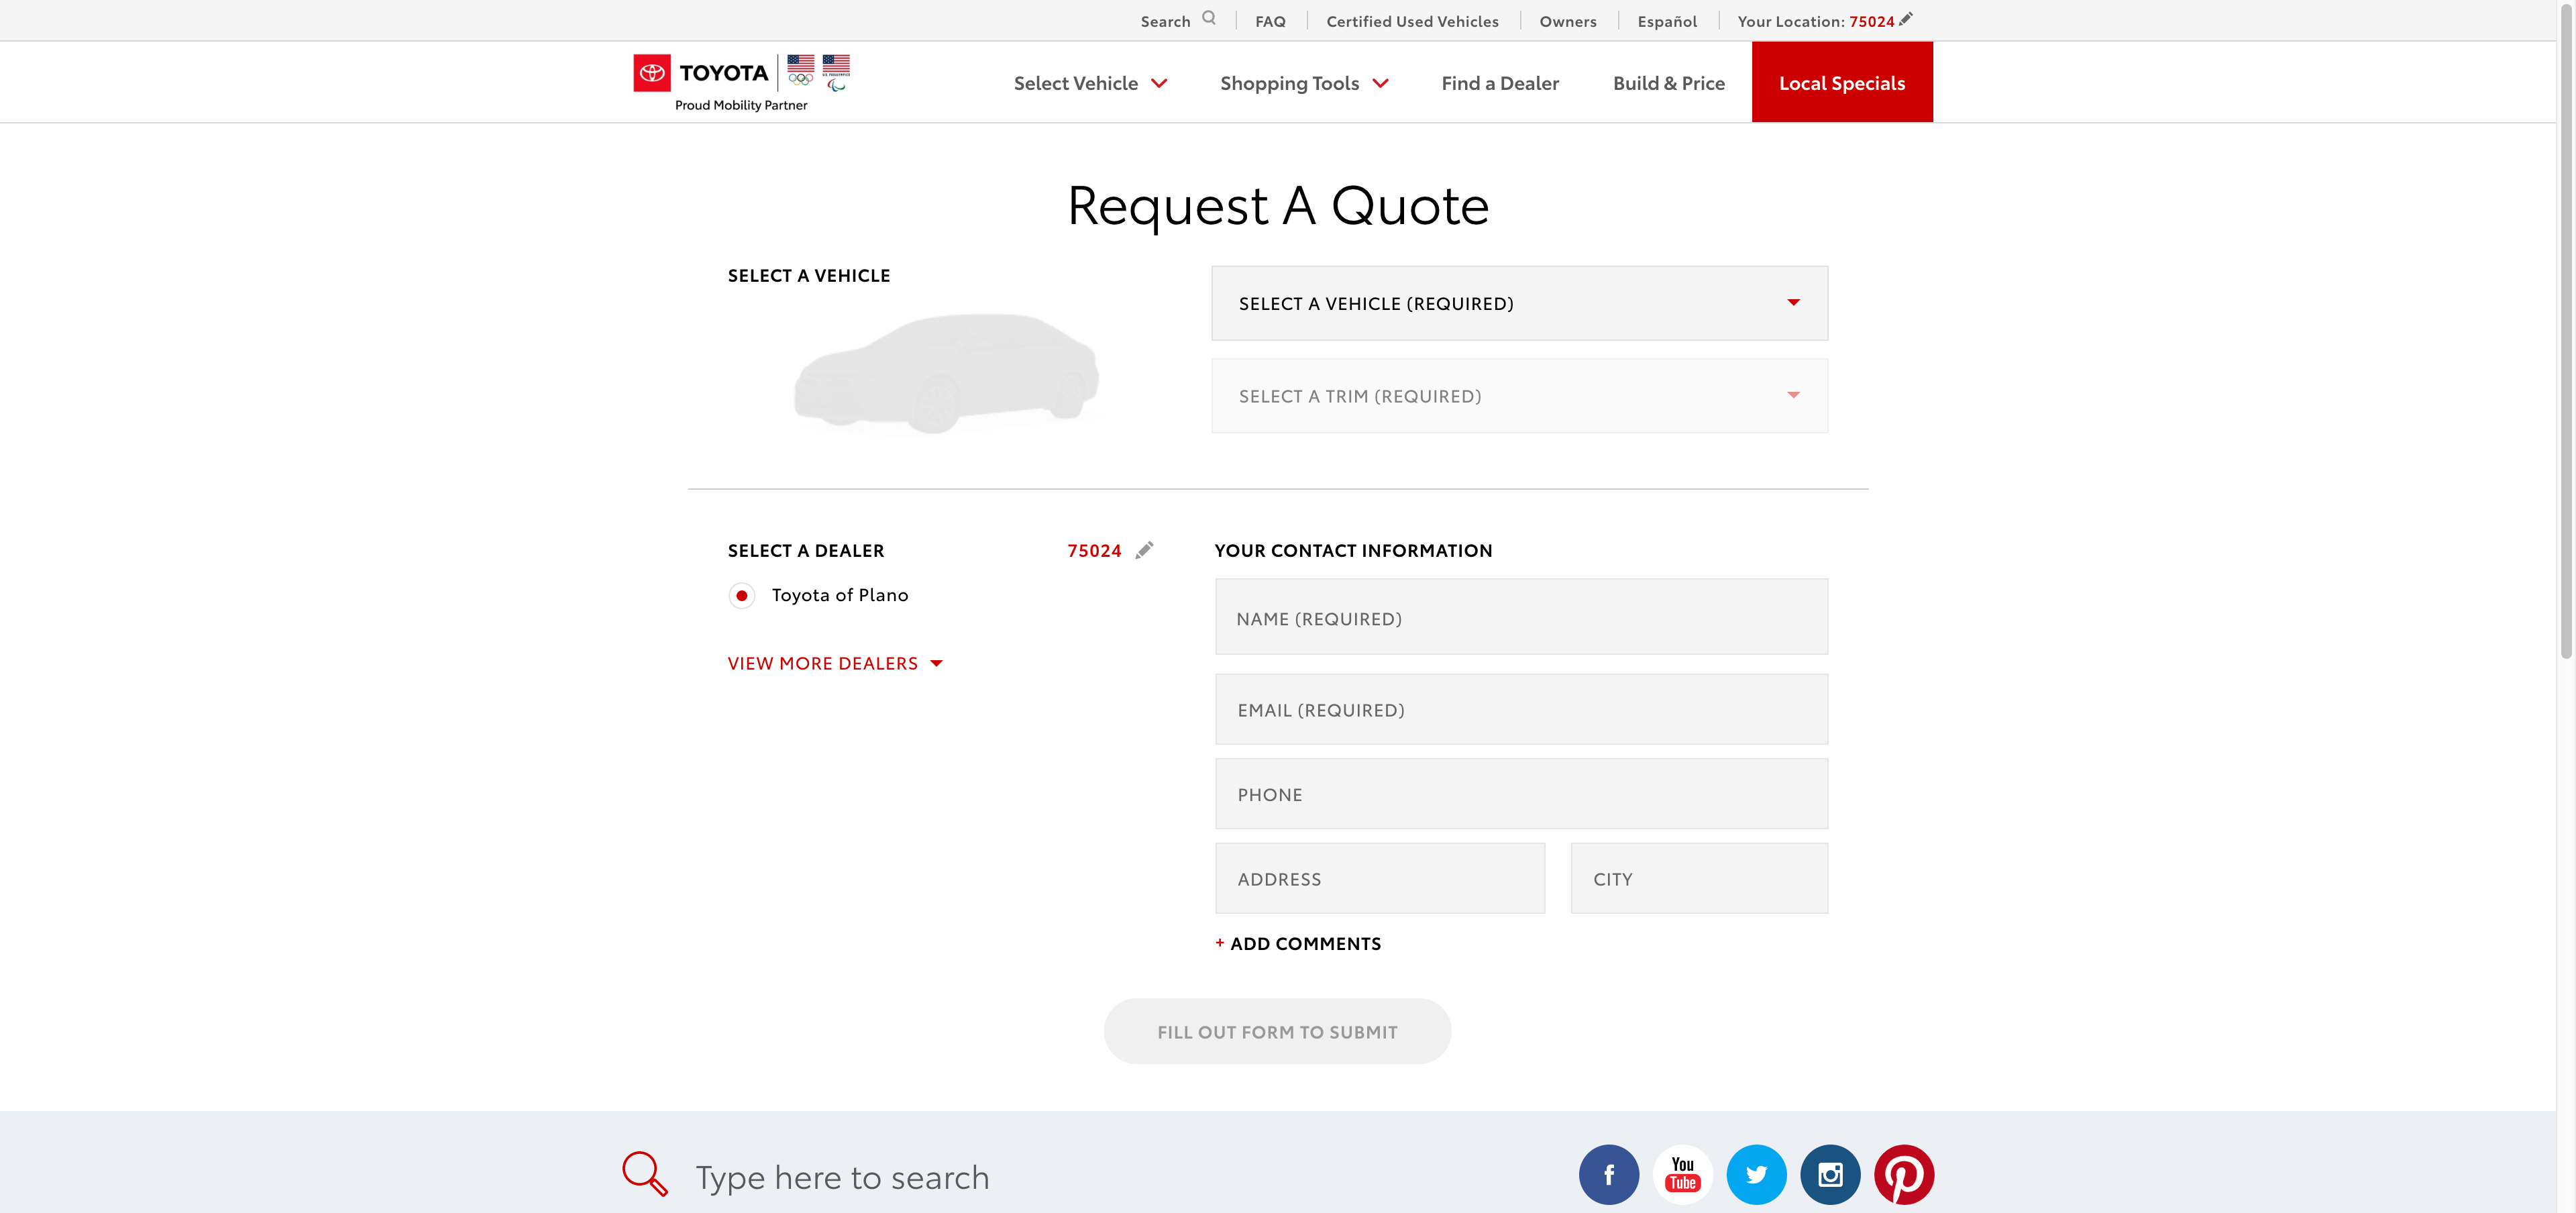 Search
FAQ
Certified Used Vehicles
Owners
Español
Your Location: 75024
TOYOTA
Proud Mobility Partner
Select Vehicle
Shopping Tools
Find a Dealer
Build & Price
Local Specials
Request A Quote
SELECT A VEHICLE
SELECT A VEHICLE (REQUIRED)
SELECT A TRIM (REQUIRED)
SELECT A DEALER
75024
Toyota of Plano
VIEW MORE DEALERS
YOUR CONTACT INFORMATION
NAME (REQUIRED)
EMAIL (REQUIRED)
PHONE
ADDRESS
CITY
+ ADD COMMENTS
FILL OUT FORM TO SUBMIT
Type here to search
f
You
Tube